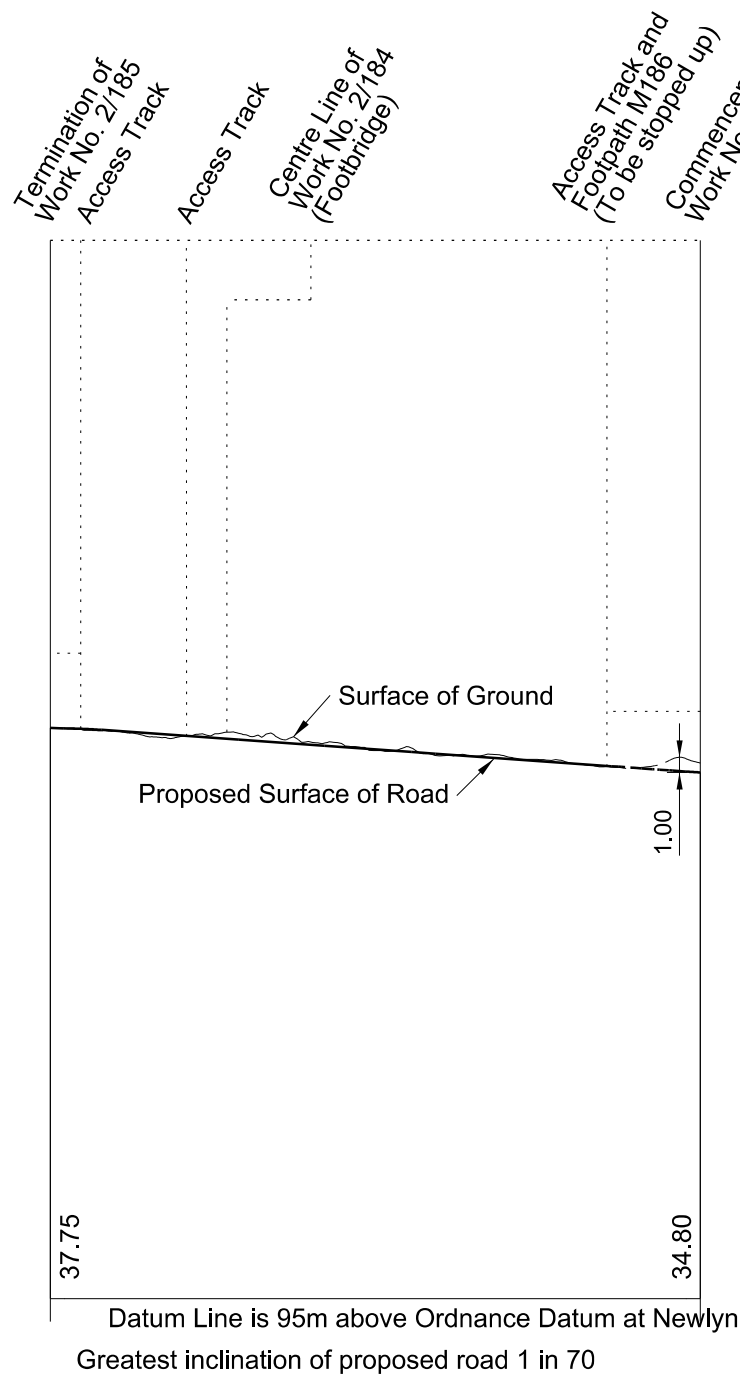 Termination of
Work No. 2/185
Access Track
Access Track
Centre Line of
Work No. 2/184
(Footbridge)
Access Track and
Footpath M186
(To be stopped up)
Work No.
Surface of Ground
Proposed Surface of Road
1.00
37.75
34.80
Datum Line is 95m above Ordnance Datum at Newlyn
Greatest inclination of proposed road 1 in 70